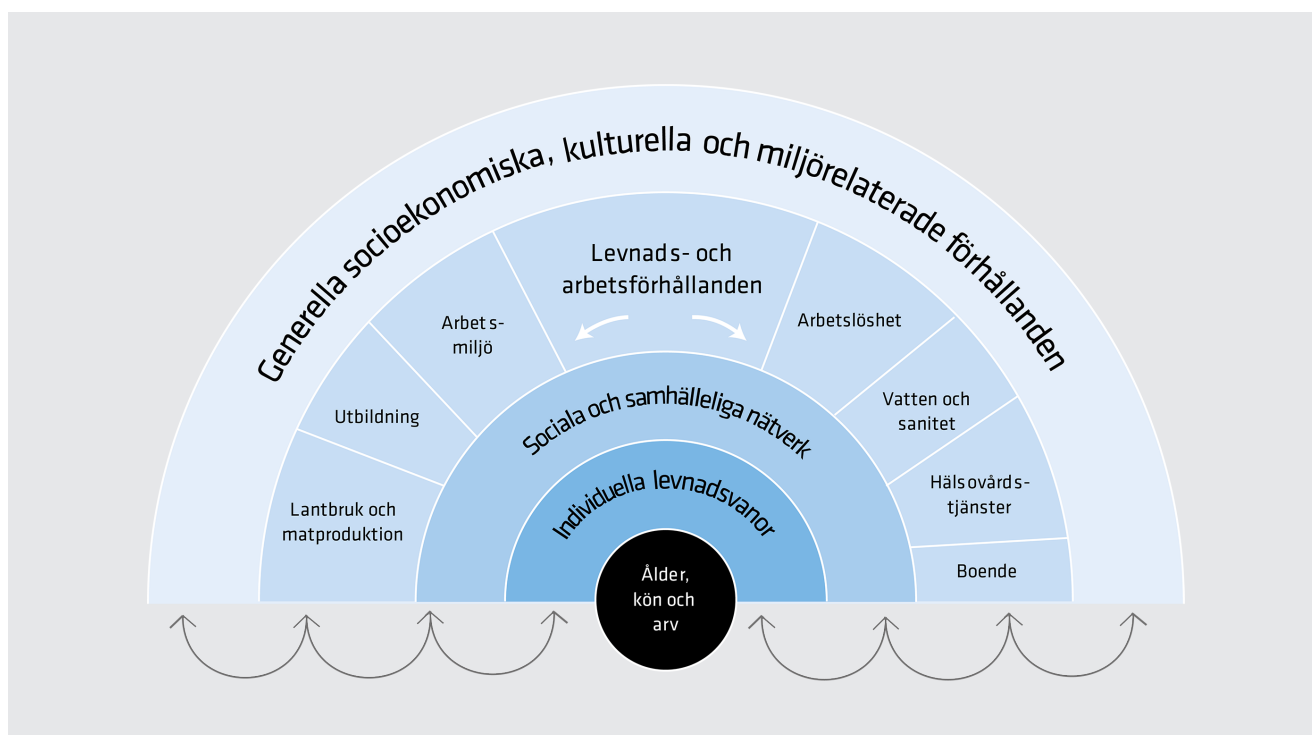 Generella socioekonomiska, kulturella och miljörelaterade förhållanden
Levnads- och
arbetsförhållanden
Arbets-
miljö
Arbetslöshet
Utbildning
Vatten och
sanitet
Lantbruk och
matproduktion
Hälsovårds-
tjänster
Boende
Sociala och samhälleliga nätverk
Individuella levnadsvanor
Ålder,
kön och
arv